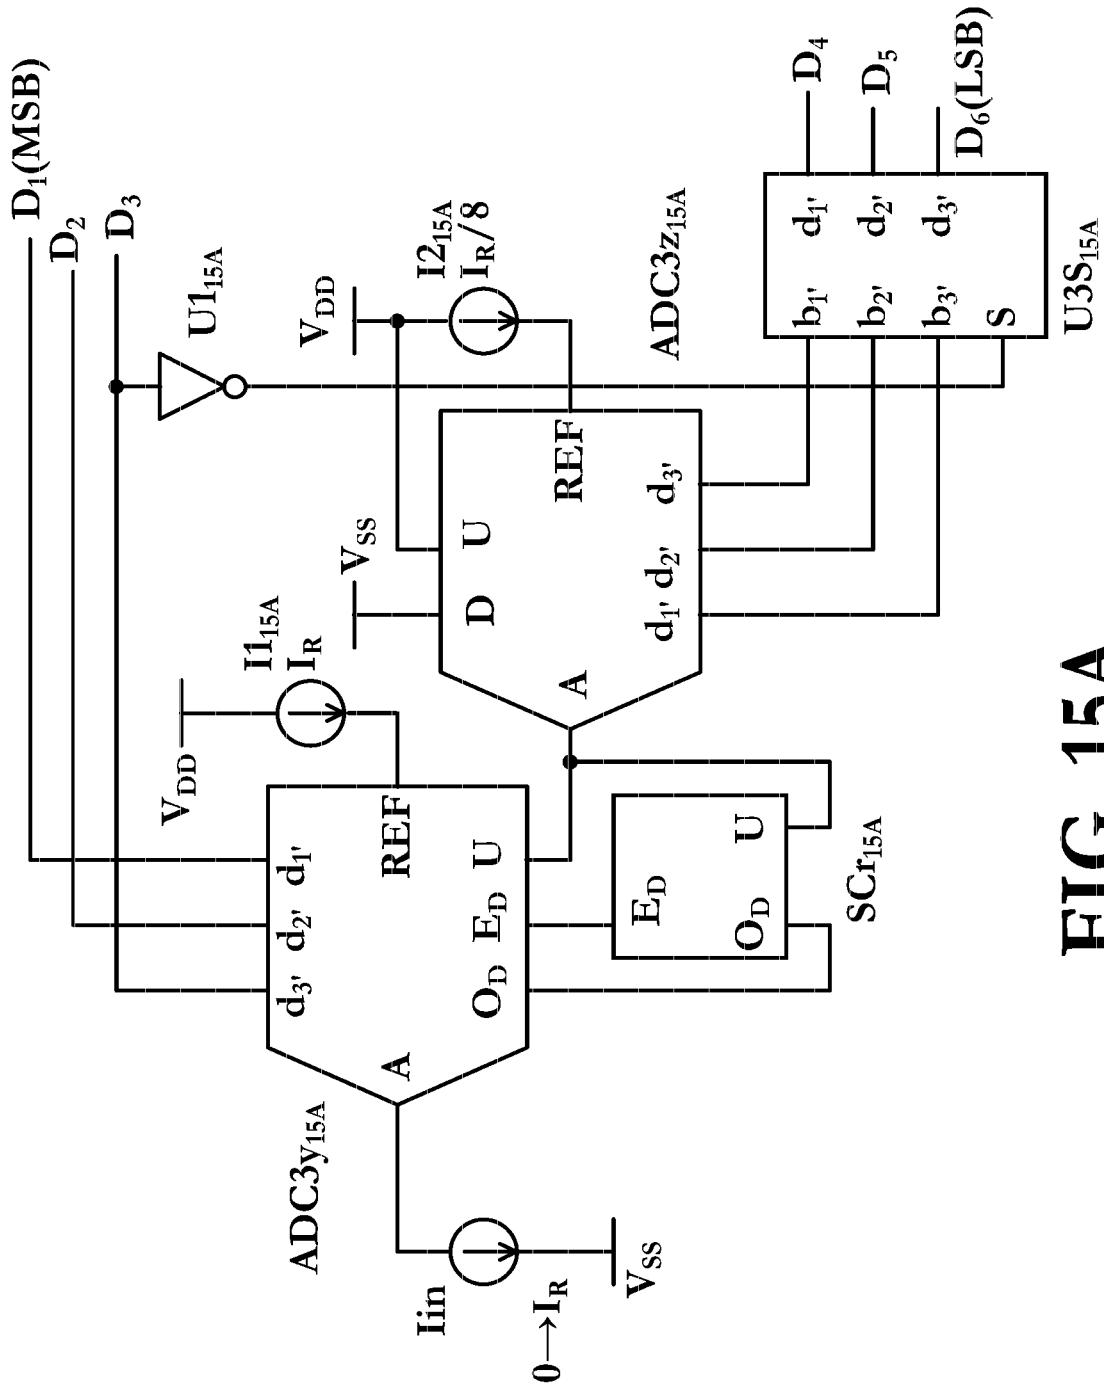 D1(MSB)
D2
D3
U115A
VDD
I215A
IR/8
VSS
I115A
IR
VDD
d3' d2' d1'
REF
A
OD ED U
ADC3y15A
D U
REF
A
d1' d2' d3'
ADC3z15A
ED
OD U
SCr15A
Iin
0→IR
VSS
b1' d1'
b2' d2'
b3' d3'
S
U3S15A
D4
D5
D6(LSB)
FIG. 15A